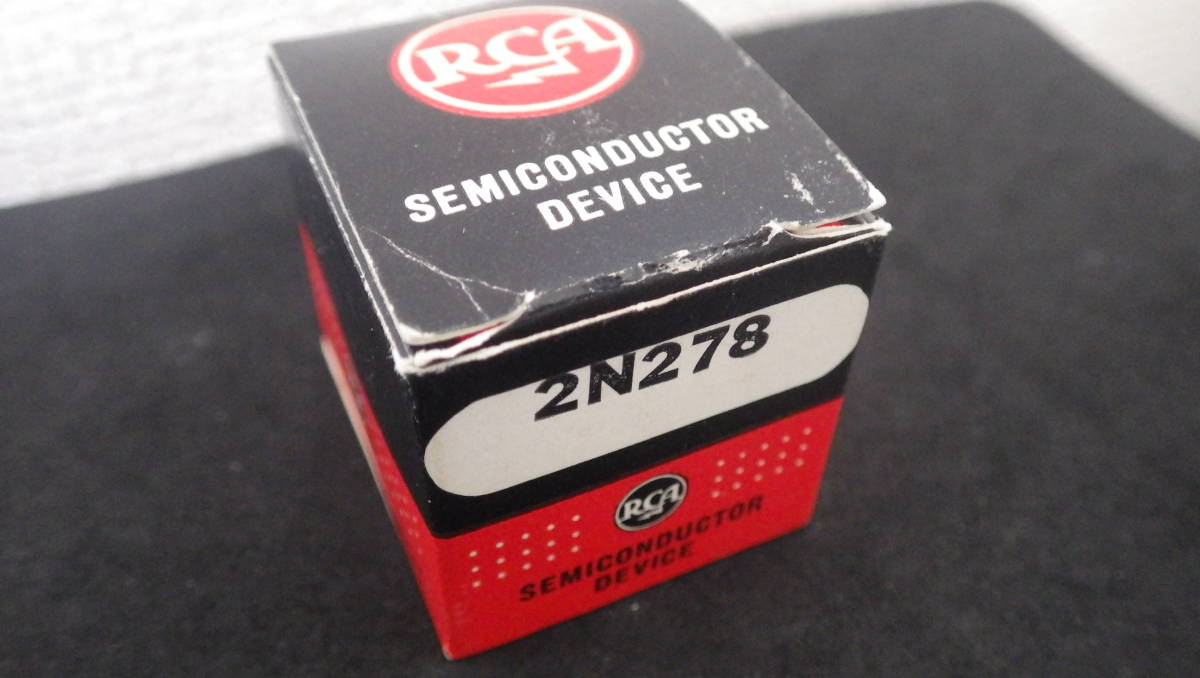 RCA
SEMICONDUCTOR
DEVICE
2N278
RCA
SEMICONDUCTOR
DEVICE